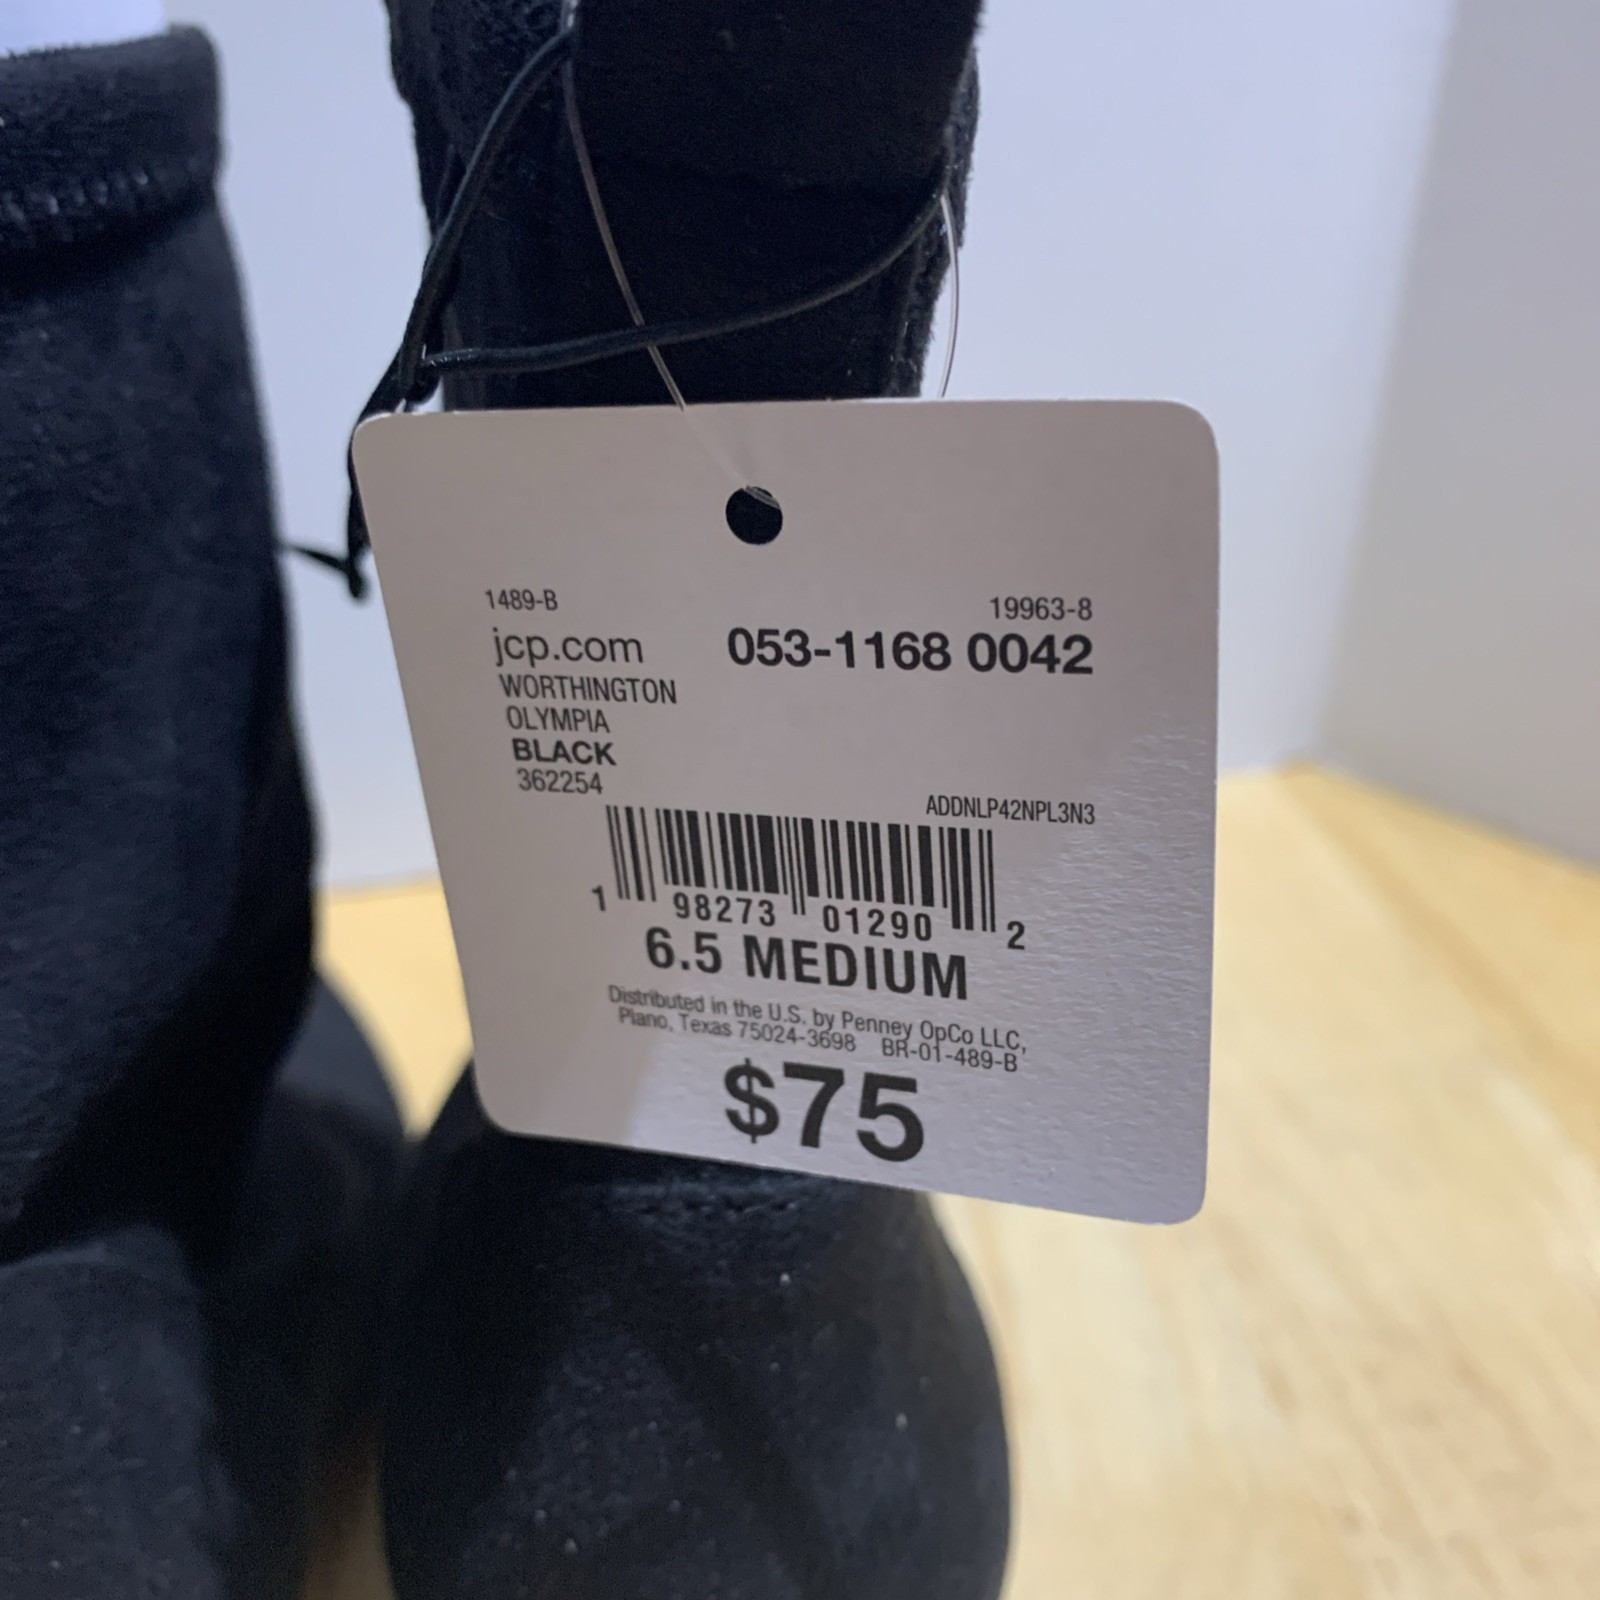 1489-B 19963-8
jcp.com 053-1168 0042
WORTHINGTON
OLYMPIA
BLACK
362254
ADDNLP42NPL3N3
1 98273 01290 2
6.5 MEDIUM
Distributed in the U.S. by Penney OpCo LLC,
Plano, Texas 75024-3698 BR-01-489-B
$75